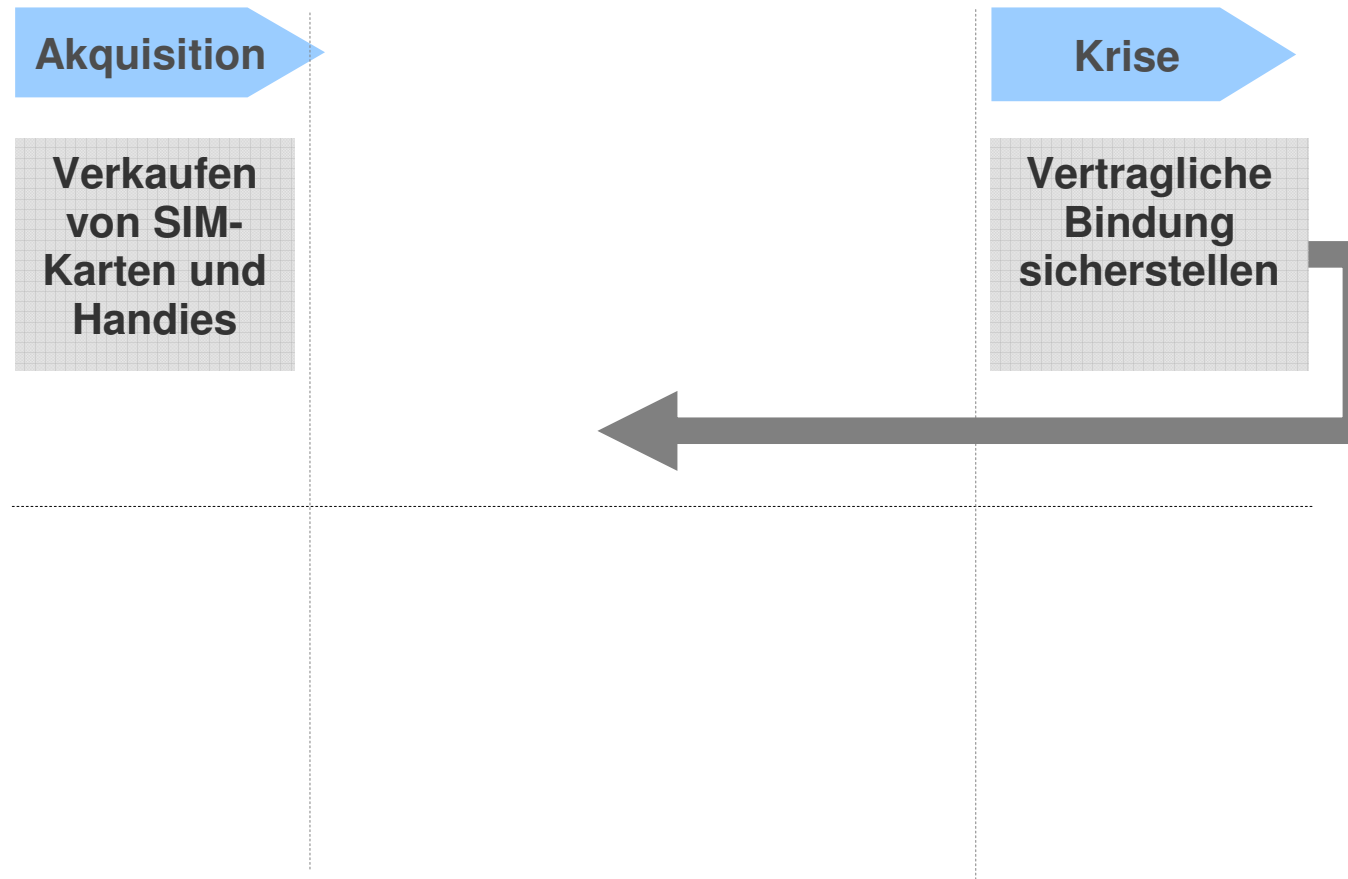 Akquisition
Krise
Verkaufen
von SIM-
Karten und
Handies
Vertragliche
Bindung
sicherstellen